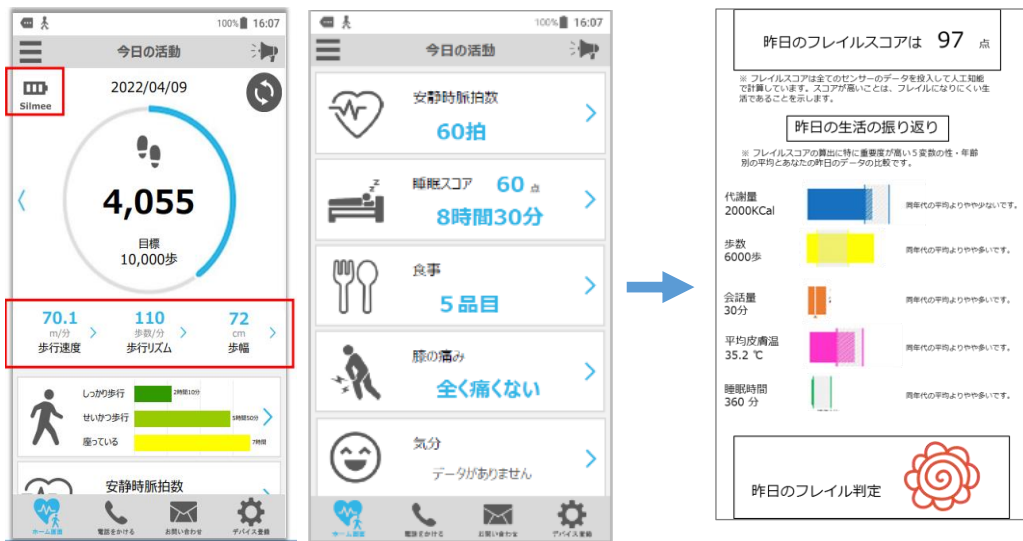 100% 16:07
今日の活動
Silmee
2022/04/09
4,055
目標
10,000歩
70.1
m/分
歩行速度
110
歩数/分
歩行リズム
72
cm
歩幅
しっかり歩行
2時間10分
せいかつ歩行
5時間50分
座っている
7時間
安静時脈拍数
ホーム画面
電話をかける
お問い合わせ
デバイス登録
100% 16:07
今日の活動
安静時脈拍数
60拍
睡眠スコア 60 点
8時間30分
食事
5品目
膝の痛み
全く痛くない
気分
データがありません
ホーム画面
電話をかける
お問い合わせ
デバイス登録
昨日のフレイルスコアは 97 点
※ フレイルスコアは全てのセンサーのデータを投入して人工知能
で計算しています。スコアが高いことは、フレイルになりにくい生
活であることを示します。
昨日の生活の振り返り
※ フレイルスコアの算出に特に重要度が高い5変数の性・年齢
別の平均とあなたの昨日のデータの比較です。
代謝量
2000KCal
同年代の平均よりやや少ないです。
歩数
6000歩
同年代の平均よりやや多いです。
会話量
30分
同年代の平均よりやや多いです。
平均皮膚温
35.2 ℃
同年代の平均よりやや多いです。
睡眠時間
360 分
同年代の平均よりやや多いです。
昨日のフレイル判定